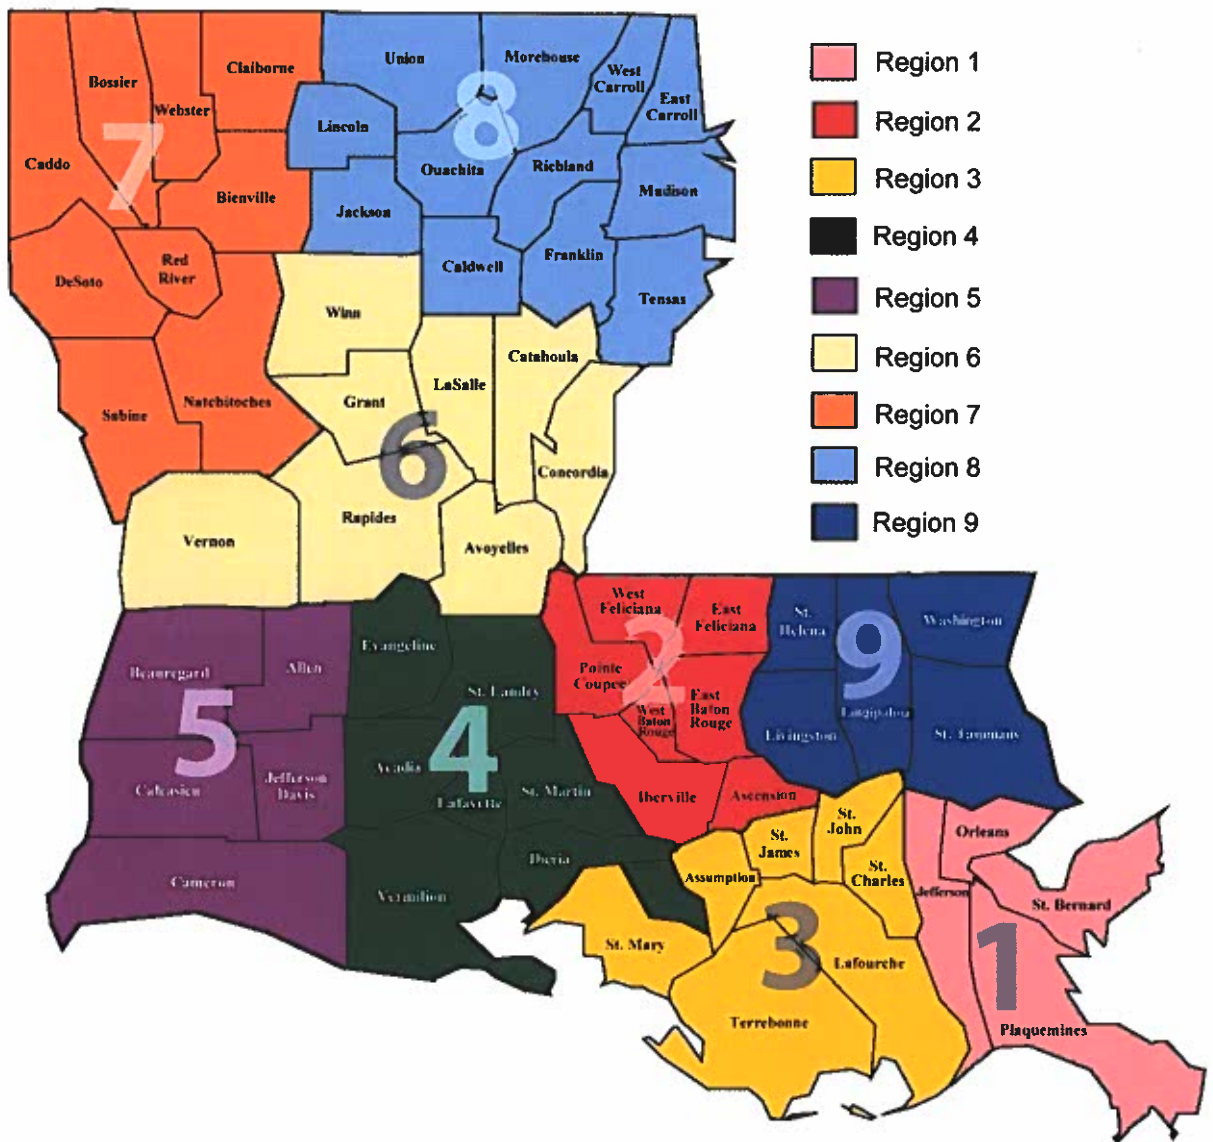 Union
Morehouse
Claiborne
Bossier
West
Carroll
Webster
East
Carroll
8
Lincoln
7
Caddo
Ouachita
Richland
Madison
Bienville
Jackson
Red
River
DeSoto
Caldwell
Franklin
Tensas
Winn
Catahoula
LaSalle
Grant
Natchitoches
Sabine
6
Concordia
Rapides
Vernon
Avoyelles
Region 1
Region 2
Region 3
Region 4
Region 5
Region 6
Region 7
Region 8
Region 9
West
Feliciana
East
Feliciana
St.
Helena
Washington
9
2
Evangeline
Beauregard
Allen
Pointe
Coupee
St. Landry
East
Baton
Rouge
West
Baton
Rouge
Tangipahoa
Livingston
St. Tammany
5
4
Acadia
Jefferson
Davis
Calcasieu
St. Martin
Lafayette
Iberville
Ascension
St.
John
Orleans
St.
James
Iberia
Assumption
St.
Charles
Cameron
Vermilion
Jefferson
St. Bernard
St. Mary
3
Lafourche
1
Terrebonne
Plaquemines